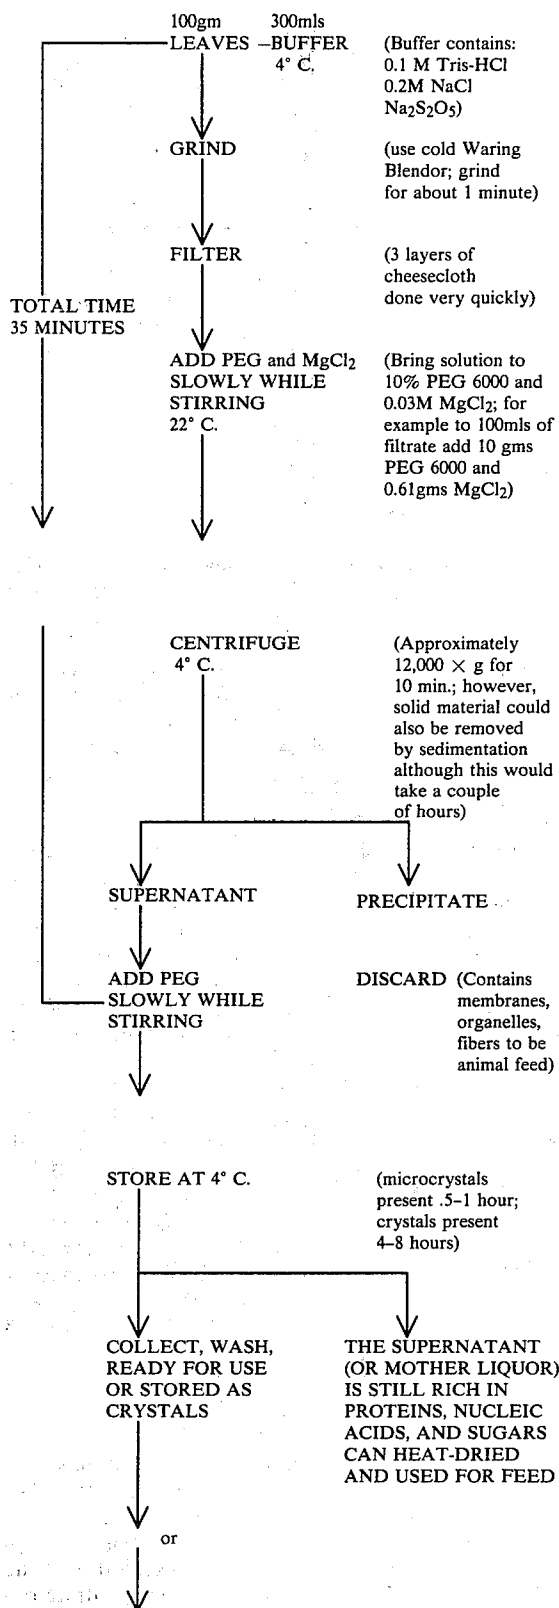 100gm 300mls
LEAVES –BUFFER
4° C.
(Buffer contains:
0.1 M Tris-HCl
0.2M NaCl
Na2S2O5)
GRIND
(use cold Waring
Blendor; grind
for about 1 minute)
FILTER
(3 layers of
cheesecloth
done very quickly)
TOTAL TIME
35 MINUTES
ADD PEG and MgCl2
SLOWLY WHILE
STIRRING
22° C.
(Bring solution to
10% PEG 6000 and
0.03M MgCl2; for
example to 100mls of
filtrate add 10 gms
PEG 6000 and
0.61gms MgCl2)
CENTRIFUGE
4° C.
(Approximately
12,000 × g for
10 min.; however,
solid material could
also be removed
by sedimentation
although this would
take a couple
of hours)
SUPERNATANT
PRECIPITATE
ADD PEG
SLOWLY WHILE
STIRRING
DISCARD (Contains
membranes,
organelles,
fibers to be
animal feed)
STORE AT 4° C.
(microcrystals
present .5–1 hour;
crystals present
4–8 hours)
COLLECT, WASH,
READY FOR USE
OR STORED AS
CRYSTALS
THE SUPERNATANT
(OR MOTHER LIQUOR)
IS STILL RICH IN
PROTEINS, NUCLEIC
ACIDS, AND SUGARS
CAN HEAT-DRIED
AND USED FOR FEED
or